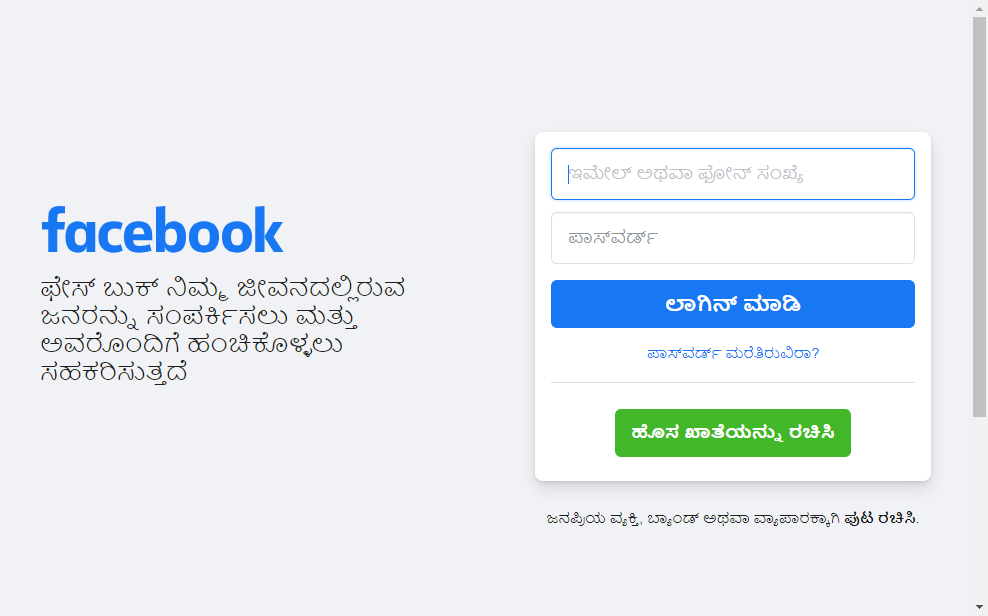 facebook
ಫೇಸ್ ಬುಕ್ ನಿಮ್ಮ ಜೀವನದಲ್ಲಿರುವ
ಜನರನ್ನು ಸಂಪರ್ಕಿಸಲು ಮತ್ತು
ಅವರೊಂದಿಗೆ ಹಂಚಿಕೊಳ್ಳಲು
ಸಹಕರಿಸುತ್ತದೆ
ಇಮೇಲ್ ಅಥವಾ ಫೋನ್ ಸಂಖ್ಯೆ
ಪಾಸ್‌ವರ್ಡ್
ಲಾಗಿನ್ ಮಾಡಿ
ಪಾಸ್‌ವರ್ಡ್ ಮರೆತಿರುವಿರಾ?
ಹೊಸ ಖಾತೆಯನ್ನು ರಚಿಸಿ
ಜನಪ್ರಿಯ ವ್ಯಕ್ತಿ, ಬ್ಯಾಂಡ್ ಅಥವಾ ವ್ಯಾಪಾರಕ್ಕಾಗಿ ಪುಟ ರಚಿಸಿ.